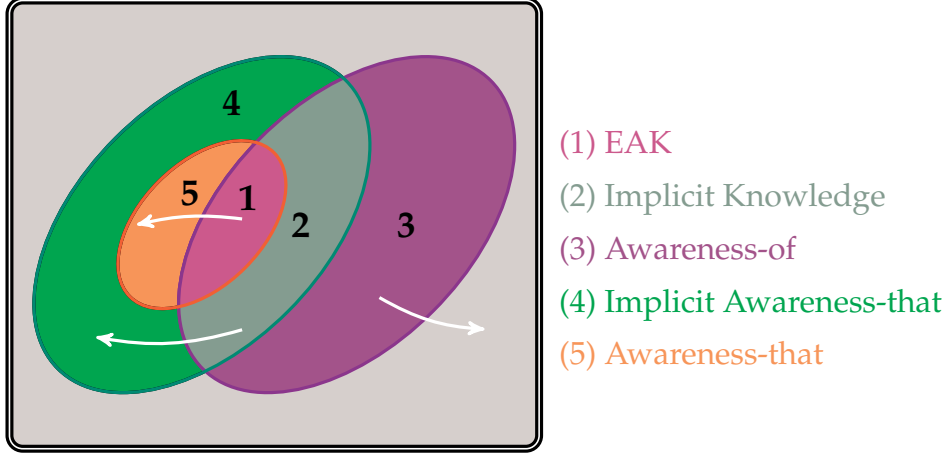 4
5
1
2
3
(1) EAK
(2) Implicit Knowledge
(3) Awareness-of
(4) Implicit Awareness-that
(5) Awareness-that